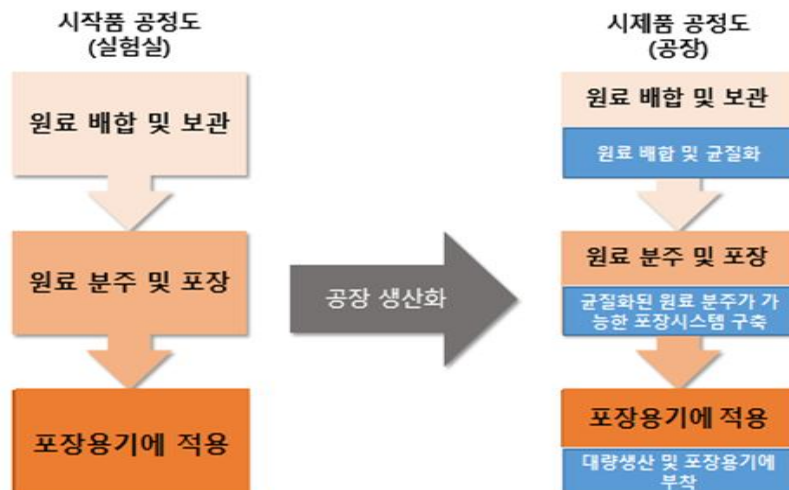 시작품 공정도
(실험실)
원료 배합 및 보관
원료 분주 및 포장
포장용기에 적용
공장 생산화
시제품 공정도
(공장)
원료 배합 및 보관
원료 배합 및 균질화
원료 분주 및 포장
균질화된 원료 분주가 가
능한 포장시스템 구축
포장용기에 적용
대량생산 및 포장용기에
부착